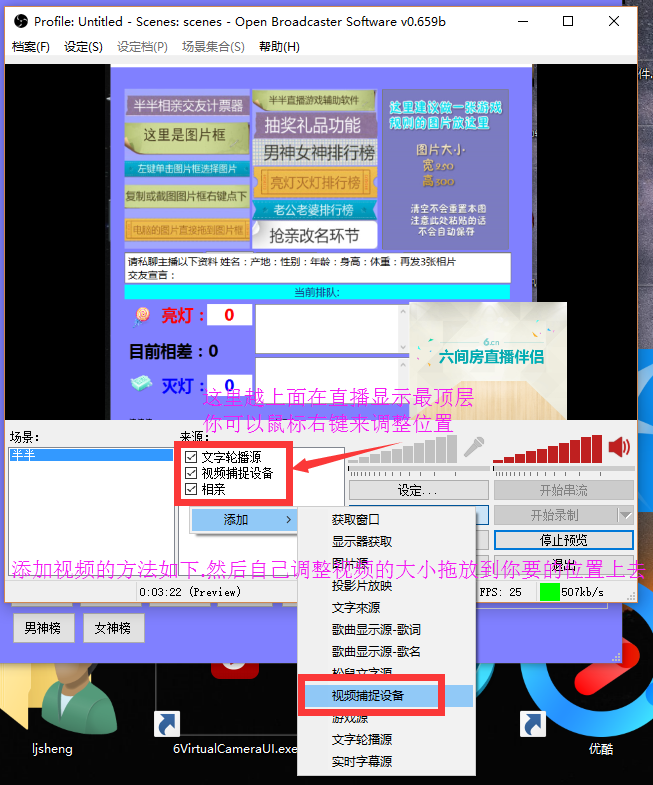 Profile: Untitled - Scenes: scenes - Open Broadcaster Software v0.659b
档案(F) 设定(S) 设定档(P) 场景集合(S) 帮助(H)
件.
半半相亲交友计票器
这里是图片框
左键单击图片框选择图片
复制或截图图片框右键点下
电脑的图片直接拖到图片框
半半直播游戏辅助软件
抽奖礼品功能
男神女神排行榜
亮灯灭灯排行榜
老公老婆排行榜
抢亲改名环节
这里建议做一张游戏
规则的图片放这里
图片大小
宽250
高300
清空不会重置本图
注意此处粘贴的话
不会自动保存
请私聊主播以下资料 姓名：产地：性别：年龄：身高：体重：再发3张相片
交友宣言：
当前排队:
亮灯：0
目前相差：0
灭灯：0
6.cn
六间房直播伴侣
这里越上面在直播显示最顶层
你可以鼠标右键来调整位置
场景:
半半
来源:
文字轮播源
视频捕捉设备
相亲
设定...
开始串流
开始录制
停止预览
退出
添加 >
获取窗口
显示器获取
图片源
投影片放映
文字来源
歌曲显示源-歌词
歌曲显示源-歌名
松鼠文字源
视频捕捉设备
游戏源
文字轮播源
实时字幕源
添加视频的方法如下.然后自己调整视频的大小拖放到你要的位置上去
0:03:22 (Preview)
FPS: 25
507kb/s
男神榜
女神榜
ljsheng
6VirtualCameraUI.exe
优酷